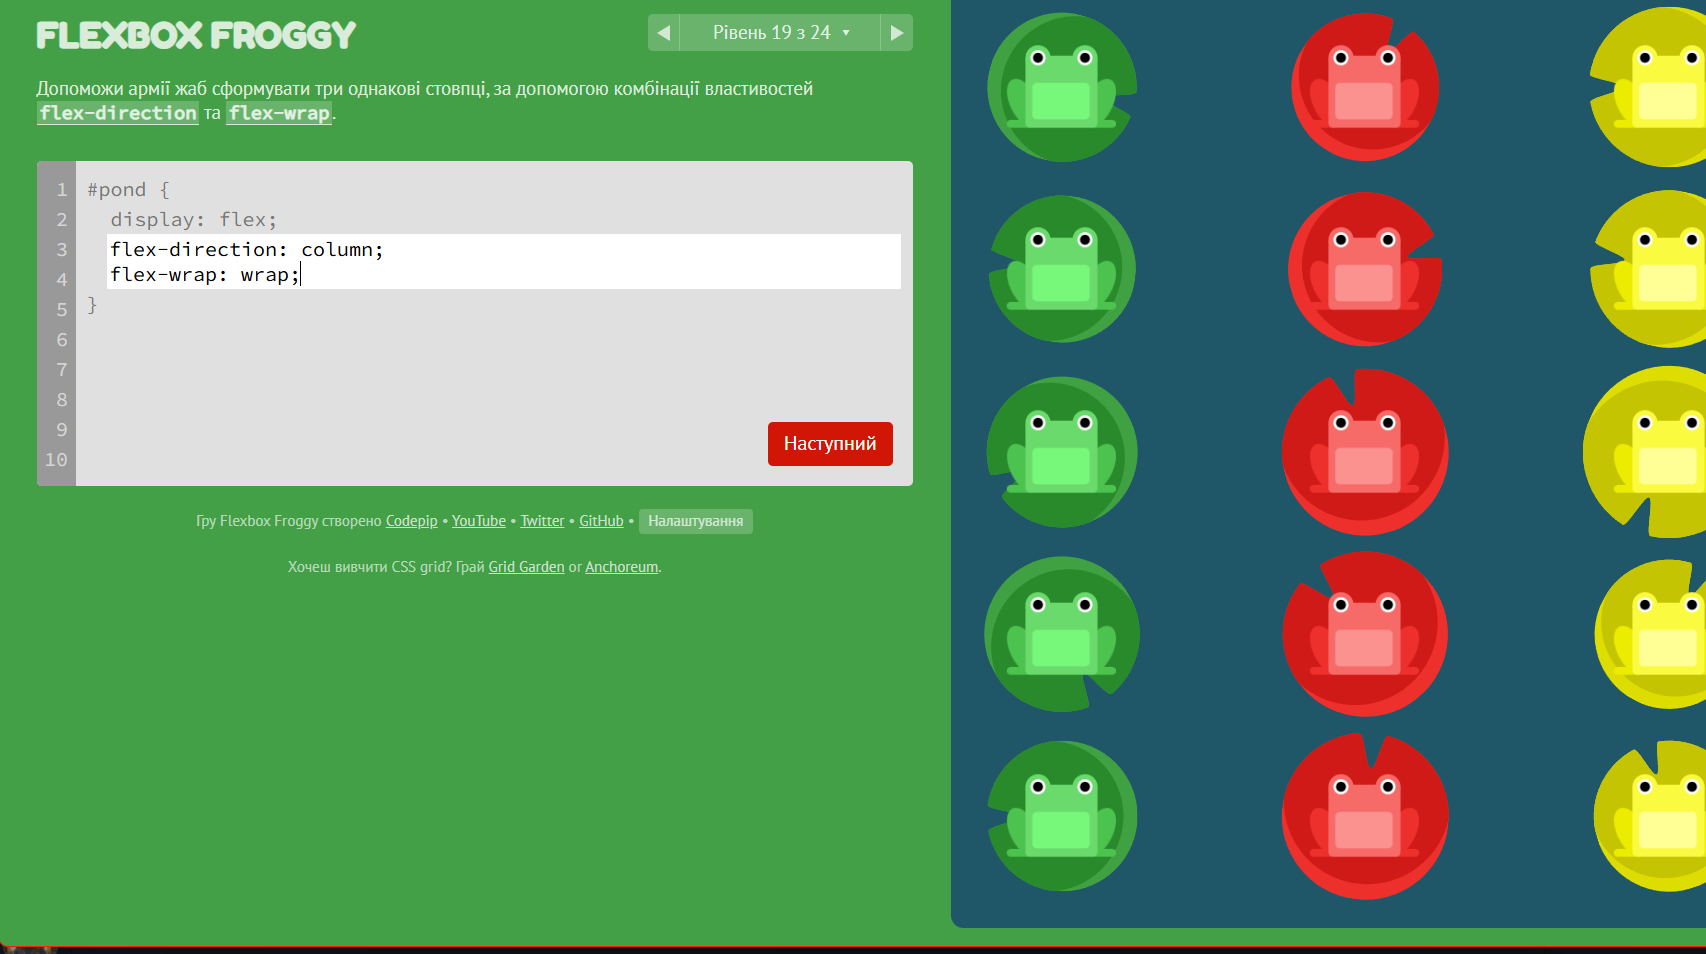 FLEXBOX FROGGY
Рівень 19 з 24
Допоможи армії жаб сформувати три однакові стовпці, за допомогою комбінації властивостей
flex-direction та flex-wrap.
1 #pond {
2 display: flex;
3 flex-direction: column;
4 flex-wrap: wrap;
5 }
6
7
8
9
10
Наступний
Гру Flexbox Froggy створено Codepip • YouTube • Twitter • GitHub • Налаштування
Хочеш вивчити CSS grid? Грай Grid Garden or Anchoreum.